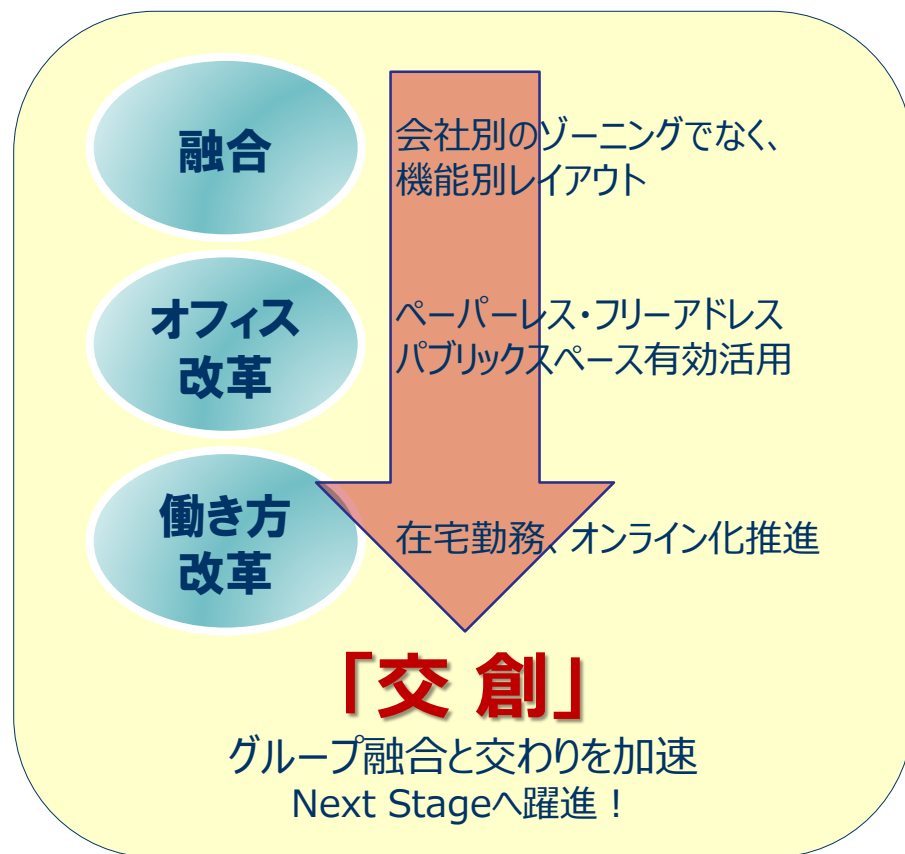 融合
会社別のゾーニングでなく、
機能別レイアウト
オフィス
改革
ペーパーレス・フリーアドレス
パブリックスペース有効活用
働き方
改革
在宅勤務、オンライン化推進
「交 創」
グループ融合と交わりを加速
Next Stageへ躍進！